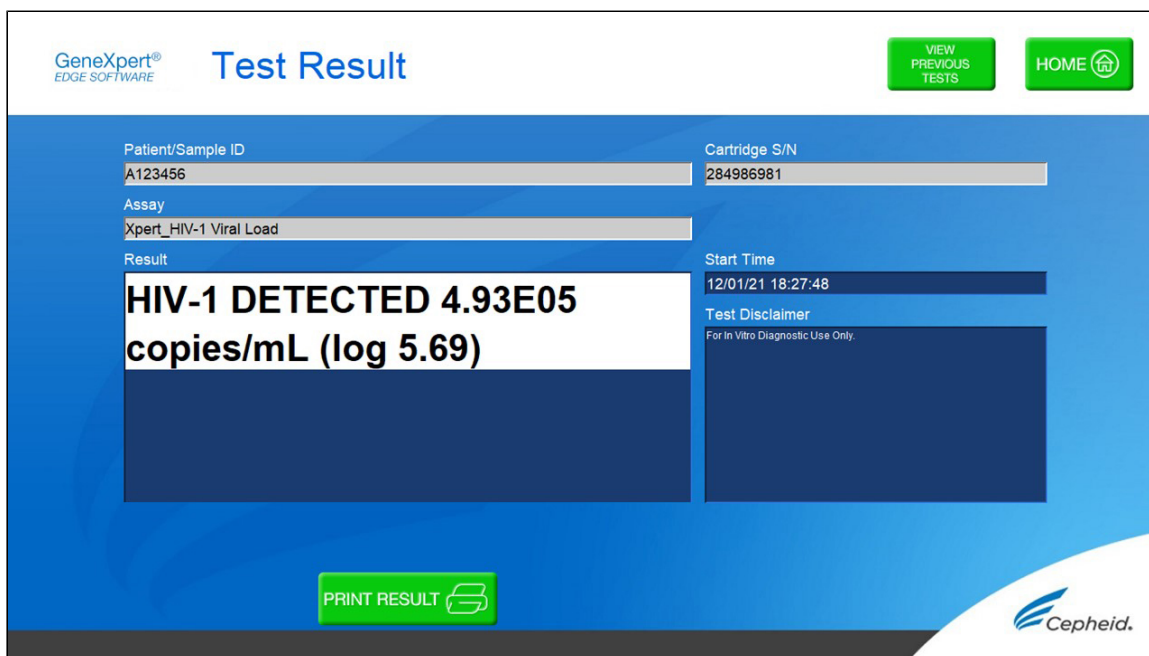 GeneXpert®
EDGE SOFTWARE
Test Result
VIEW
PREVIOUS
TESTS
HOME
Patient/Sample ID
A123456
Cartridge S/N
284986981
Assay
Xpert_HIV-1 Viral Load
Result
HIV-1 DETECTED 4.93E05
copies/mL (log 5.69)
Start Time
12/01/21 18:27:48
Test Disclaimer
For In Vitro Diagnostic Use Only.
PRINT RESULT
Cepheid.